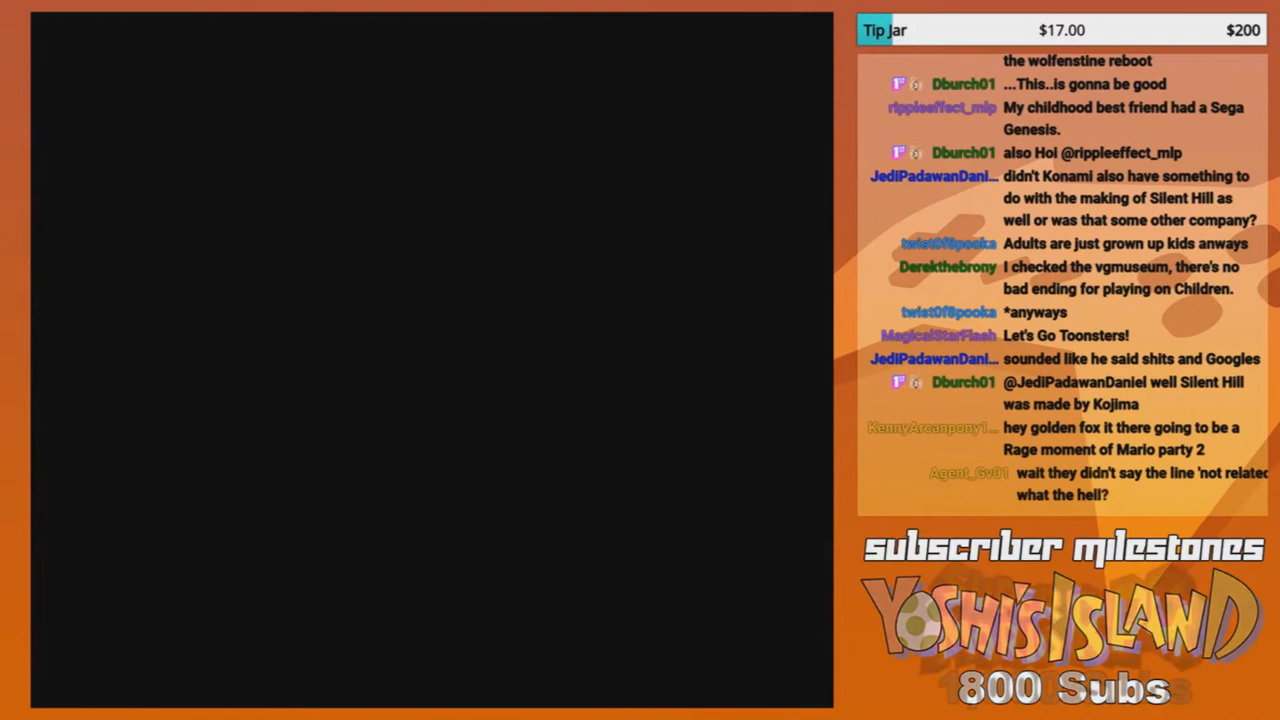 Tip Jar $17.00 $200
the wolfenstine reboot
Dburch01 ...This..is gonna be good
rippleeffect_mlp My childhood best friend had a Sega
Genesis.
Dburch01 also Hoi @rippleeffect_mlp
JediPadawanDani... didn't Konami also have something to
do with the making of Silent Hill as
well or was that some other company?
twist0f8pooka Adults are just grown up kids anways
Derekthebrony I checked the vgmuseum, there's no
bad ending for playing on Children.
twist0f8pooka *anyways
MagicalStarFlash Let's Go Toonsters!
JediPadawanDani... sounded like he said shits and Googles
Dburch01 @JediPadawanDaniel well Silent Hill
was made by Kojima
KennyArcanpony1... hey golden fox it there going to be a
Rage moment of Mario party 2
Agent_Gv01 wait they didn't say the line 'not related
what the hell?
subscriber milestones
YOSHI'S ISLAND
800 Subs